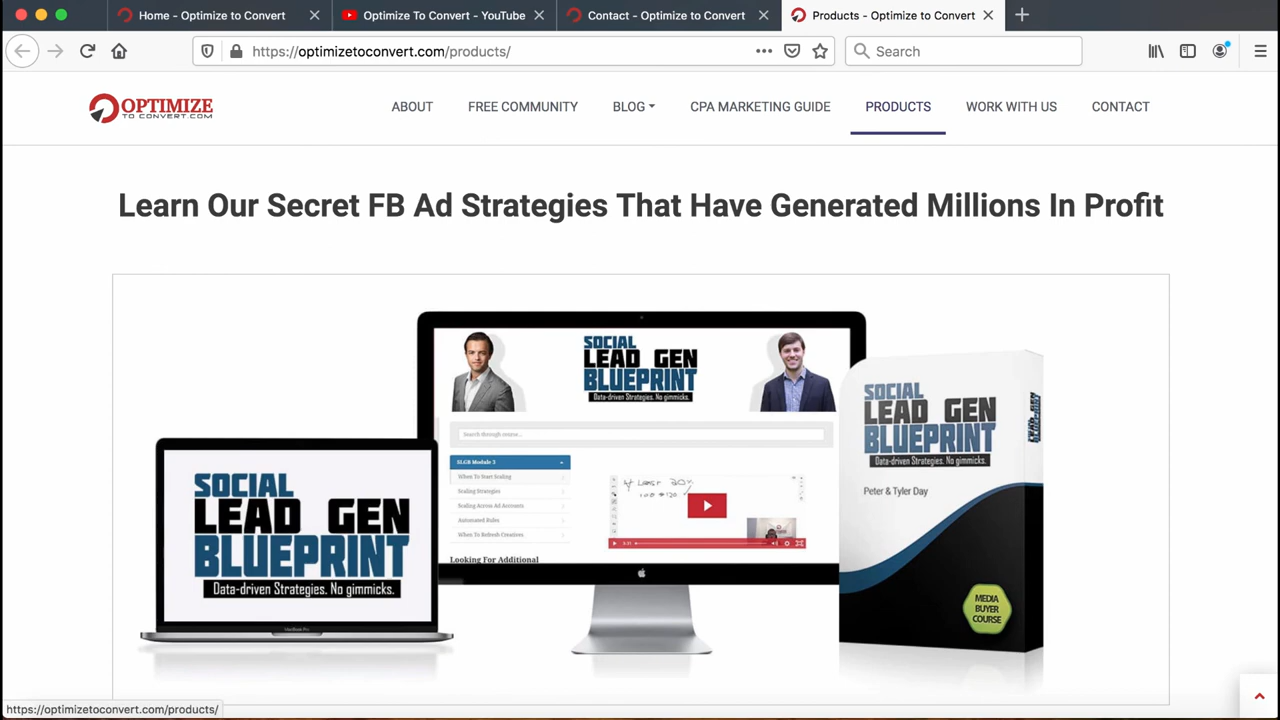 Home - Optimize to Convert
Optimize To Convert - YouTube
Contact - Optimize to Convert
Products - Optimize to Convert
https://optimizetoconvert.com/products/
Search
OPTIMIZE
TO CONVERT.COM
ABOUT
FREE COMMUNITY
BLOG
CPA MARKETING GUIDE
PRODUCTS
WORK WITH US
CONTACT
Learn Our Secret FB Ad Strategies That Have Generated Millions In Profit
SOCIAL
LEAD GEN
BLUEPRINT
Data-driven Strategies. No gimmicks.
SOCIAL
LEAD GEN
BLUEPRINT
Data-driven Strategies. No gimmicks.
Search through course...
SLGB Module 3
When To Start Scaling
Scaling Strategies
Scaling Across Ad Accounts
Automated Rules
When To Refresh Creatives
Looking For Additional
SOCIAL
LEAD GEN
BLUEPRINT
Data-driven Strategies. No gimmicks.
Peter & Tyler Day
MEDIA
BUYER
COURSE
SOCIAL
LEAD GEN
BLUEPRINT
https://optimizetoconvert.com/products/